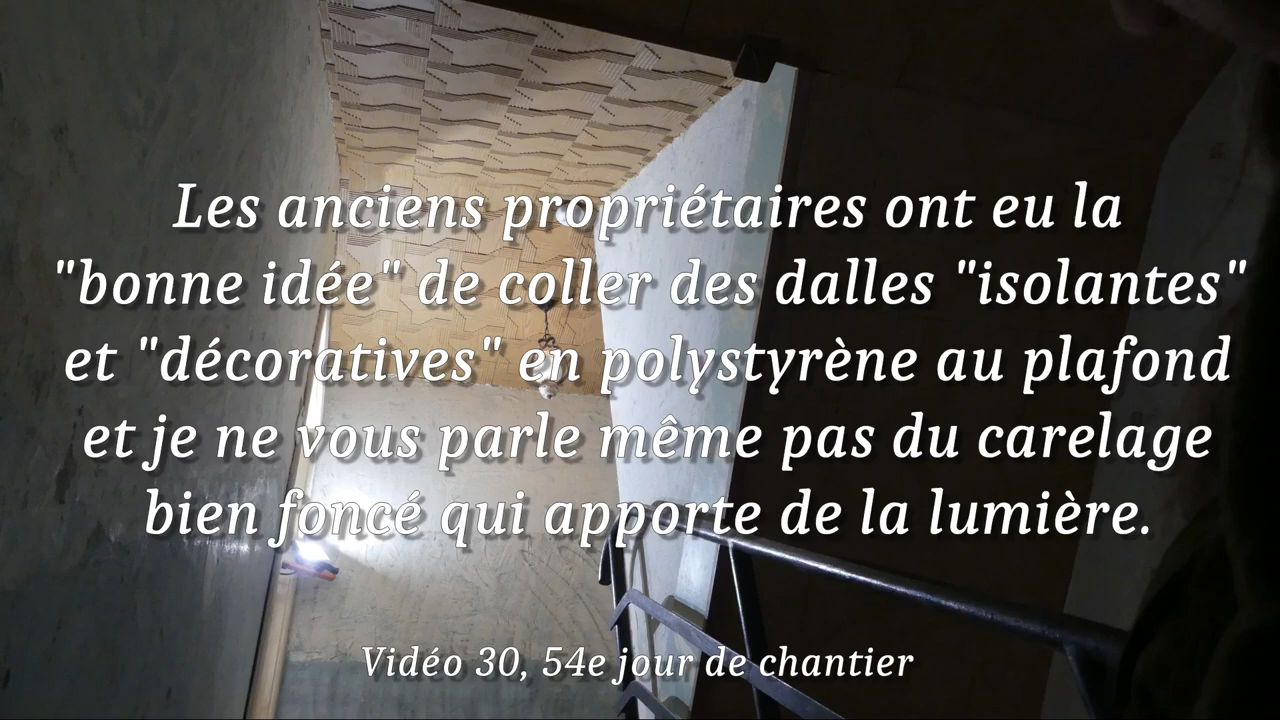 Les anciens propriétaires ont eu la
"bonne idée" de coller des dalles "isolantes"
et "décoratives" en polystyrène au plafond
et je ne vous parle même pas du carelage
bien foncé qui apporte de la lumière.
Vidéo 30, 54e jour de chantier